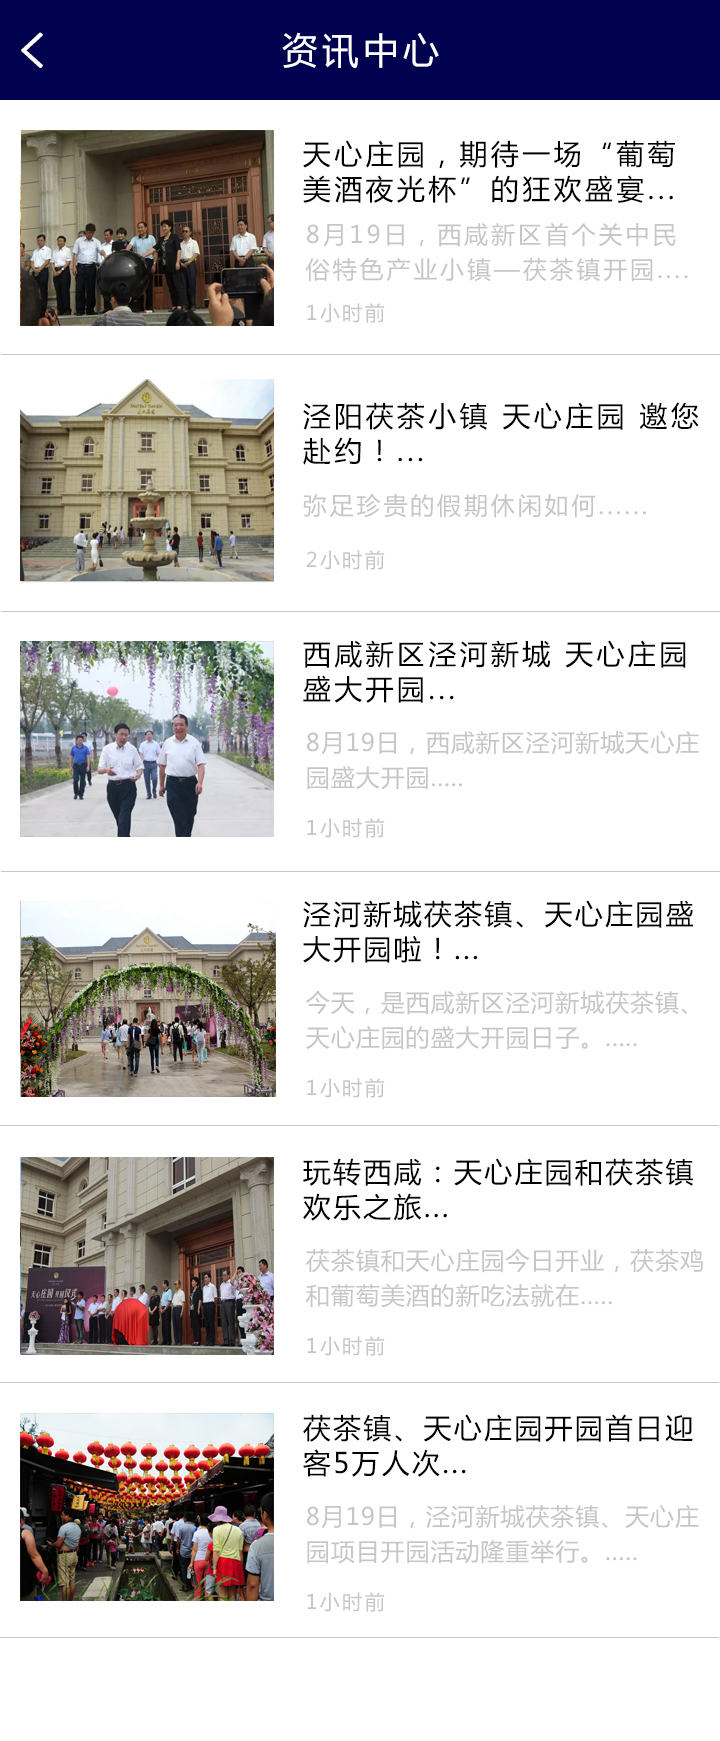 资讯中心
天心庄园，期待一场“葡萄
美酒夜光杯”的狂欢盛宴...
8月19日，西咸新区首个关中民
俗特色产业小镇—茯茶镇开园....
1小时前
泾阳茯茶小镇 天心庄园 邀您
赴约！...
弥足珍贵的假期休闲如何......
2小时前
西咸新区泾河新城 天心庄园
盛大开园...
8月19日，西咸新区泾河新城天心庄
园盛大开园.....
1小时前
泾河新城茯茶镇、天心庄园盛
大开园啦！...
今天，是西咸新区泾河新城茯茶镇、
天心庄园的盛大开园日子。.....
1小时前
玩转西咸：天心庄园和茯茶镇
欢乐之旅...
天心庄园 开园仪式
茯茶镇和天心庄园今日开业，茯茶鸡
和葡萄美酒的新吃法就在.....
1小时前
茯茶镇、天心庄园开园首日迎
客5万人次...
8月19日，泾河新城茯茶镇、天心庄
园项目开园活动隆重举行。.....
1小时前